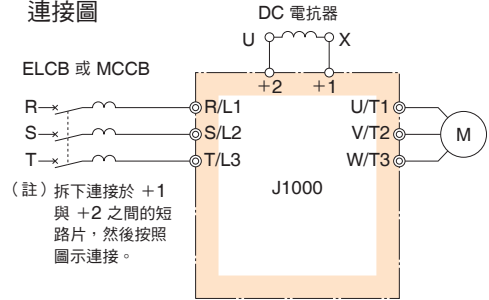 連接圖
DC 電抗器
U X
ELCB 或 MCCB
+2 +1
R R/L1 U/T1
S S/L2 V/T2 M
T T/L3 W/T3
J1000
(註) 拆下連接於 +1
與 +2 之間的短
路片，然後按照
圖示連接。